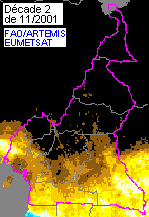 Décade 2
de 11/2001
FAO/ARTEMIS
EUMETSAT